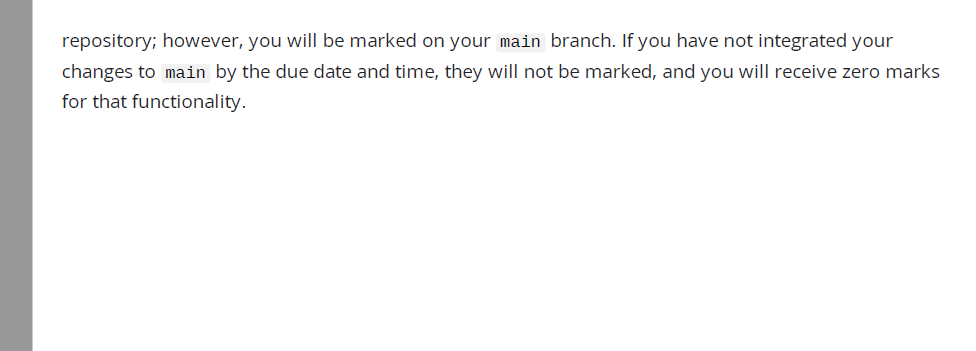 repository; however, you will be marked on your main branch. If you have not integrated your
changes to main by the due date and time, they will not be marked, and you will receive zero marks
for that functionality.